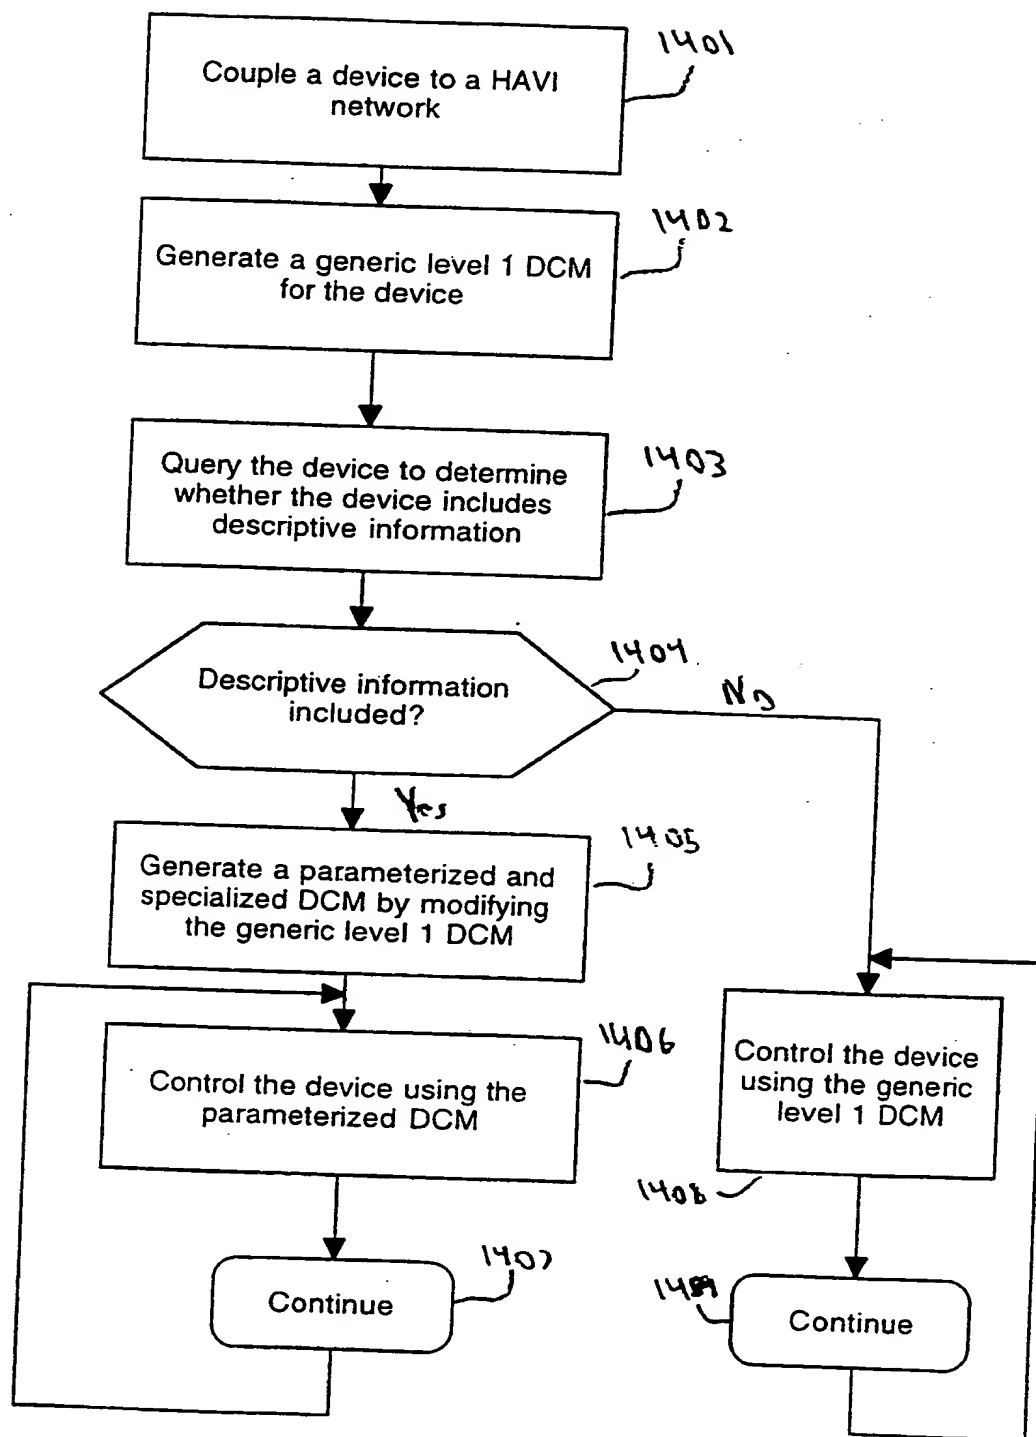 Couple a device to a HAVI
network
1401
Generate a generic level 1 DCM
for the device
1402
Query the device to determine
whether the device includes
descriptive information
1403
Descriptive information
included?
1404
No
Yes
Generate a parameterized and
specialized DCM by modifying
the generic level 1 DCM
1405
Control the device using the
parameterized DCM
1406
Control the device
using the generic
level 1 DCM
1408
Continue
1407
Continue